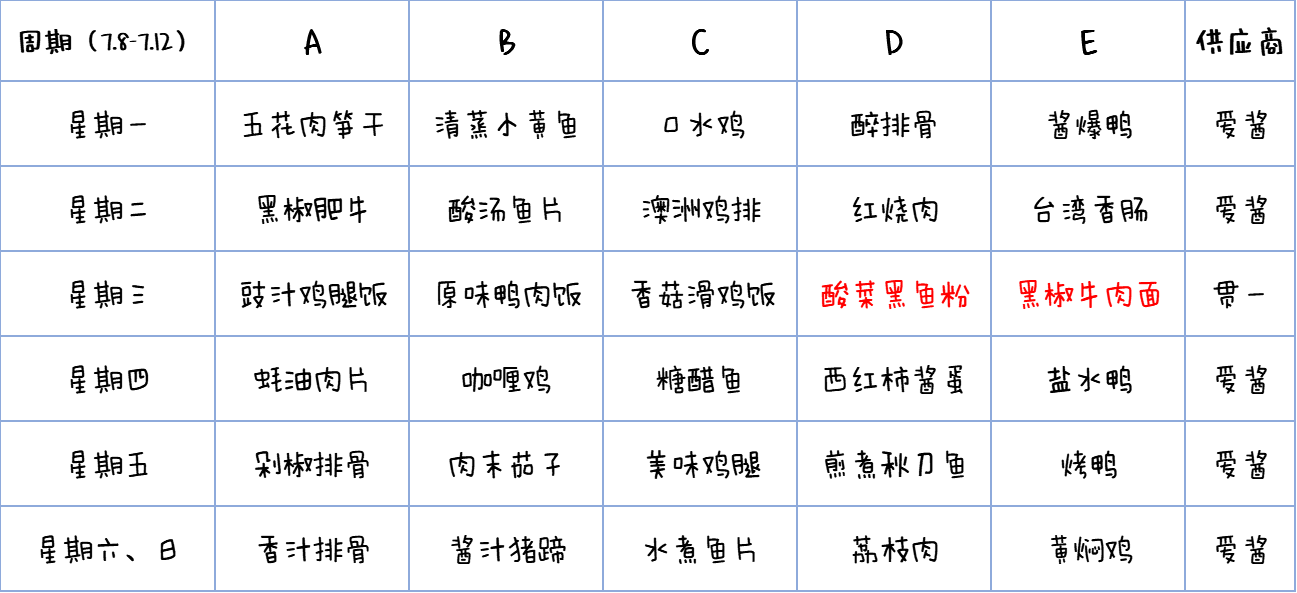 周期（7.8-7.12） A B C D E 供应商
星期一 五花肉笋干 清蒸小黄鱼 口水鸡 醉排骨 酱爆鸭 爱酱
星期二 黑椒肥牛 酸汤鱼片 澳洲鸡排 红烧肉 台湾香肠 爱酱
星期三 豉汁鸡腿饭 原味鸭肉饭 香菇滑鸡饭 酸菜黑鱼粉 黑椒牛肉面 贯一
星期四 蚝油肉片 咖喱鸡 糖醋鱼 西红柿酱蛋 盐水鸭 爱酱
星期五 剁椒排骨 肉末茄子 美味鸡腿 煎煮秋刀鱼 烤鸭 爱酱
星期六、日 香汁排骨 酱汁猪蹄 水煮鱼片 荔枝肉 黄焖鸡 爱酱